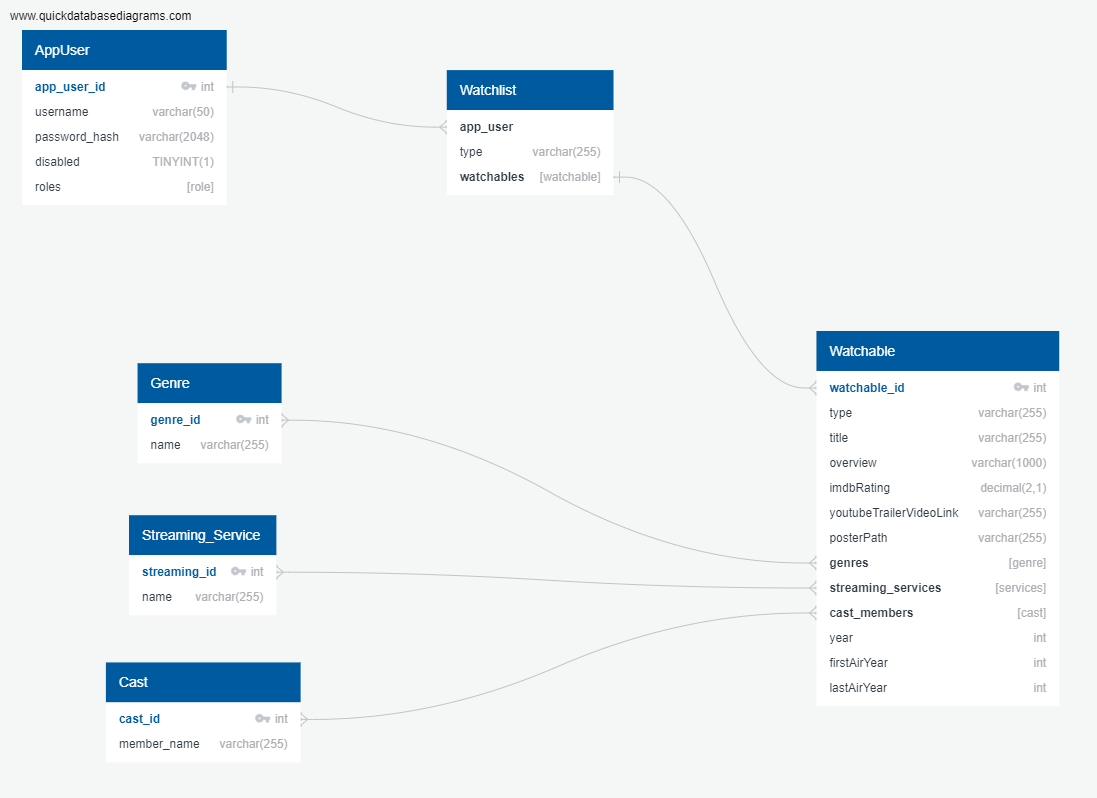 www.quickdatabasediagrams.com
AppUser
app_user_id int
username varchar(50)
password_hash varchar(2048)
disabled TINYINT(1)
roles [role]
Watchlist
app_user
type varchar(255)
watchables [watchable]
Watchable
watchable_id int
type varchar(255)
title varchar(255)
overview varchar(1000)
imdbRating decimal(2,1)
youtubeTrailerVideoLink varchar(255)
posterPath varchar(255)
genres [genre]
streaming_services [services]
cast_members [cast]
year int
firstAirYear int
lastAirYear int
Genre
genre_id int
name varchar(255)
Streaming_Service
streaming_id int
name varchar(255)
Cast
cast_id int
member_name varchar(255)